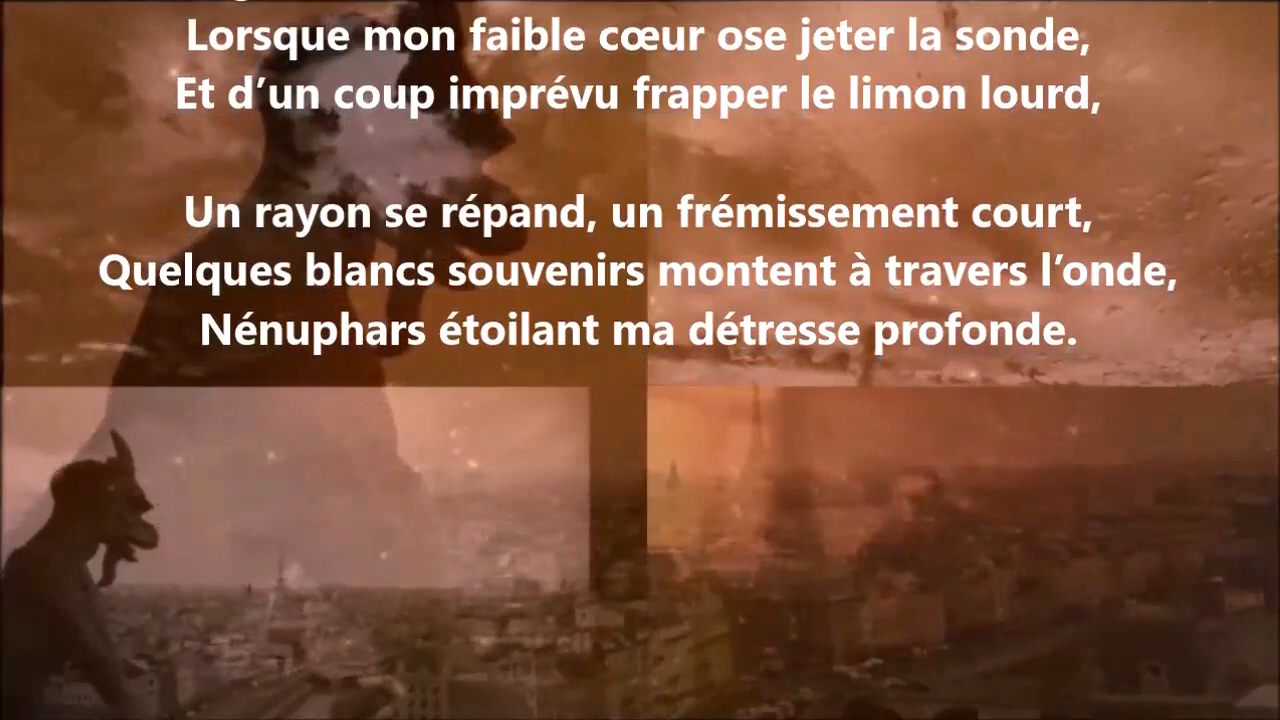 Lorsque mon faible cœur ose jeter la sonde,
Et d’un coup imprévu frapper le limon lourd,
Un rayon se répand, un frémissement court,
Quelques blancs souvenirs montent à travers l’onde,
Nénuphars étoilant ma détresse profonde.